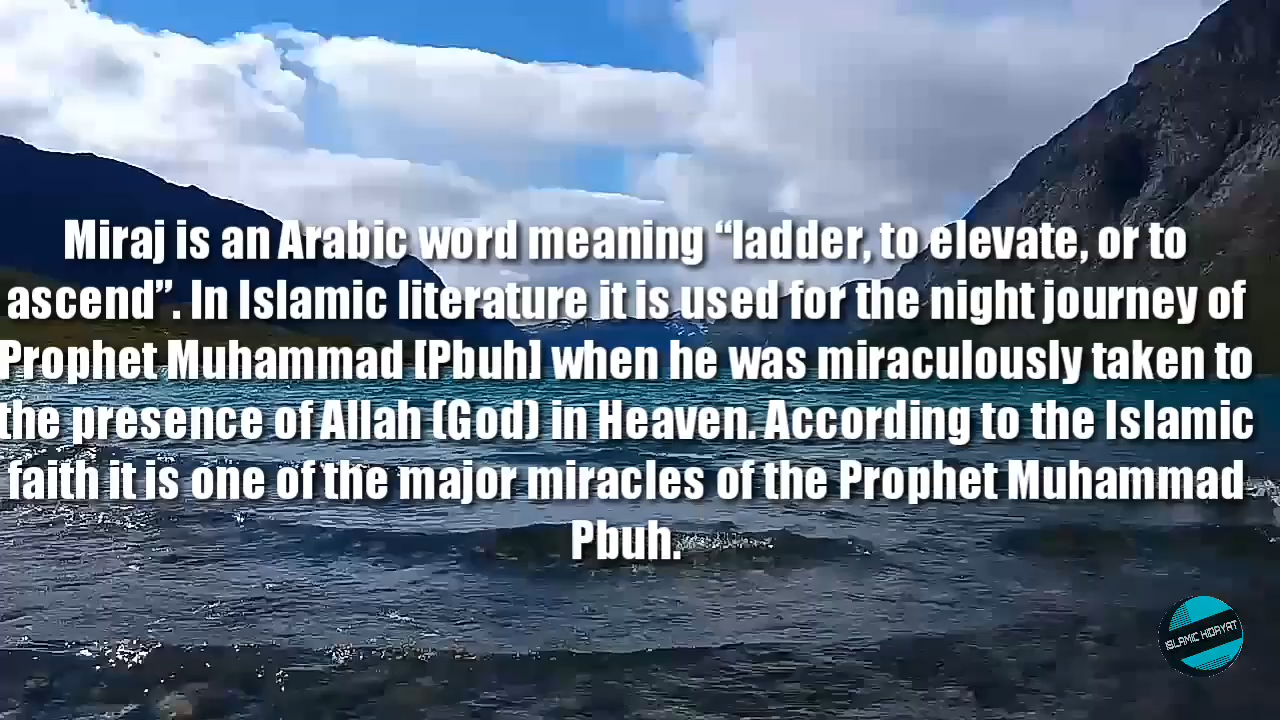 Miraj is an Arabic word meaning “ladder, to elevate, or to
ascend”. In Islamic literature it is used for the night journey of
Prophet Muhammad [Pbuh] when he was miraculously taken to
the presence of Allah (God) in Heaven. According to the Islamic
faith it is one of the major miracles of the Prophet Muhammad
Pbuh.
ISLAMIC HIDAYAT